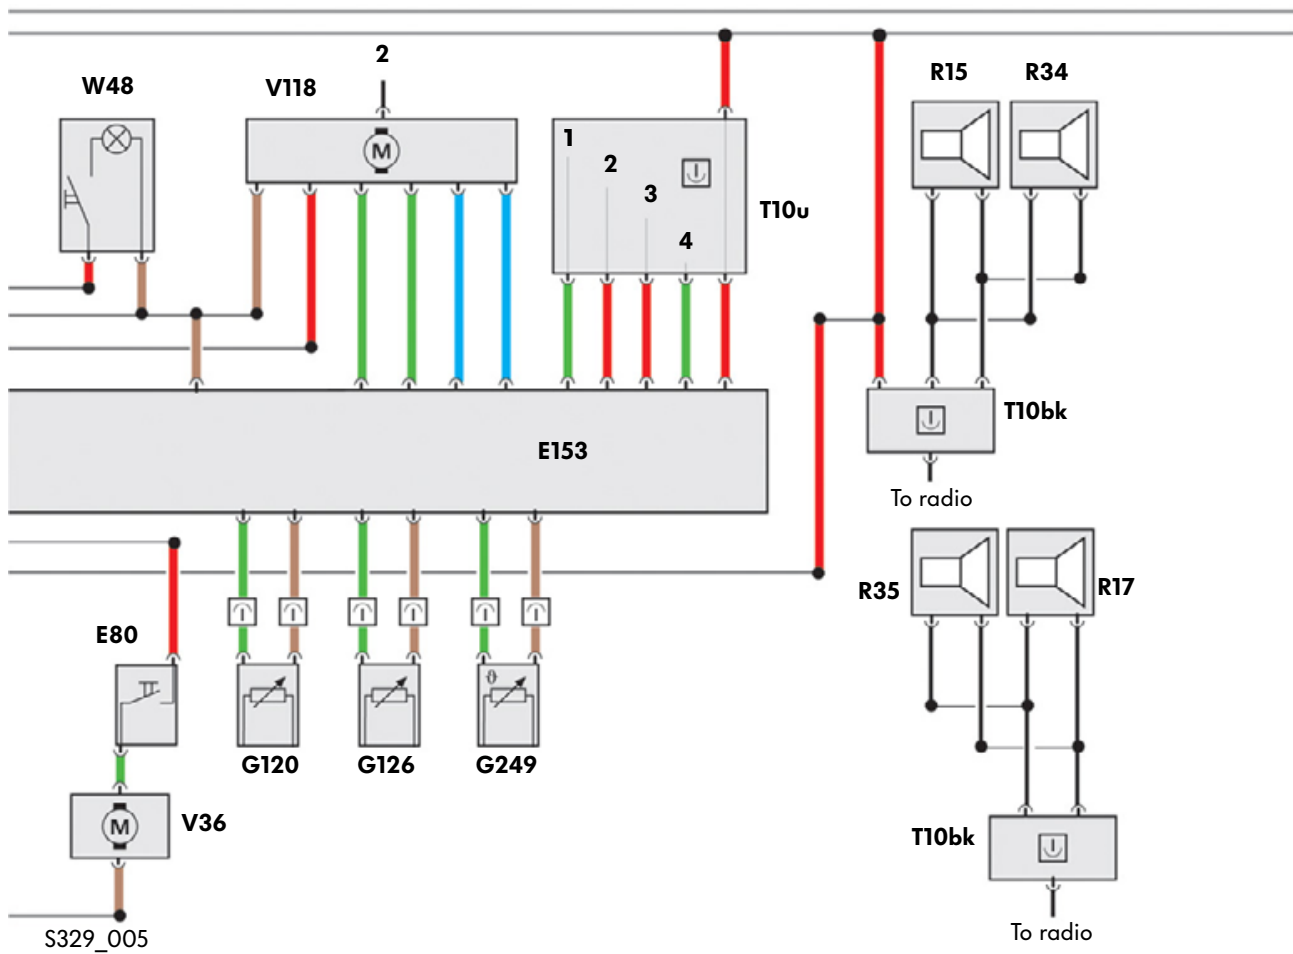 2
W48
V118
R15
R34
M
1
2
3
4
T10u
T10bk
E153
To radio
R35
R17
E80
ϑ
G120
G126
G249
V36
M
T10bk
To radio
S329_005